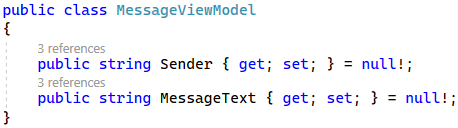 public class MessageViewModel
{
3 references
public string Sender { get; set; } = null!;
3 references
public string MessageText { get; set; } = null!;
}